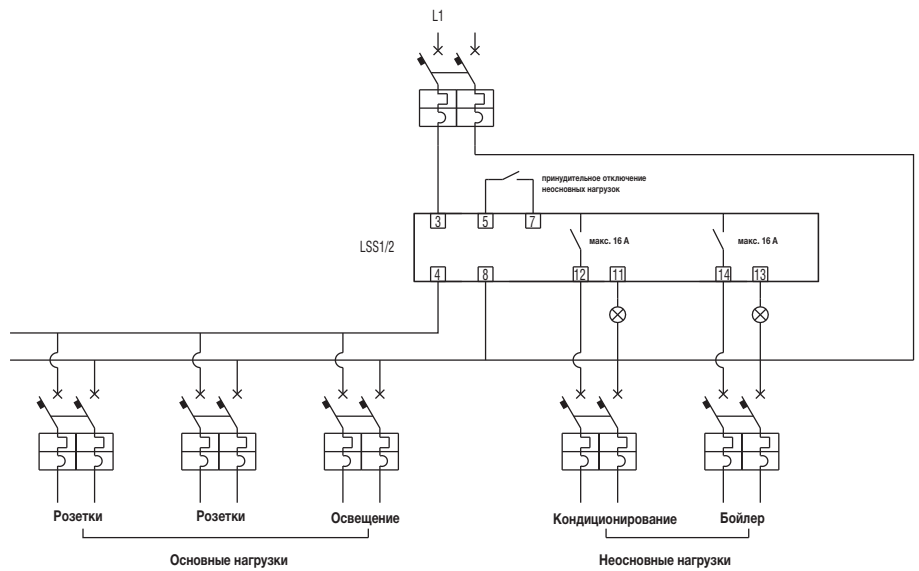 L1
принудительное отключение
неосновных нагрузок
3
5
7
LSS1/2
макс. 16 А
макс. 16 А
4
8
12
11
14
13
Розетки
Розетки
Освещение
Кондиционирование
Бойлер
Основные нагрузки
Неосновные нагрузки